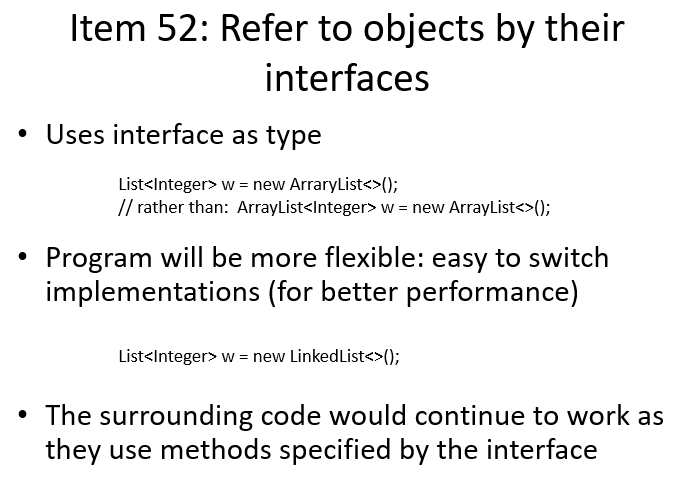 Item 52: Refer to objects by their
interfaces
• Uses interface as type
List<Integer> w = new ArraryList<>();
// rather than:  ArrayList<Integer> w = new ArrayList<>();
• Program will be more flexible: easy to switch
implementations (for better performance)
List<Integer> w = new LinkedList<>();
• The surrounding code would continue to work as
they use methods specified by the interface